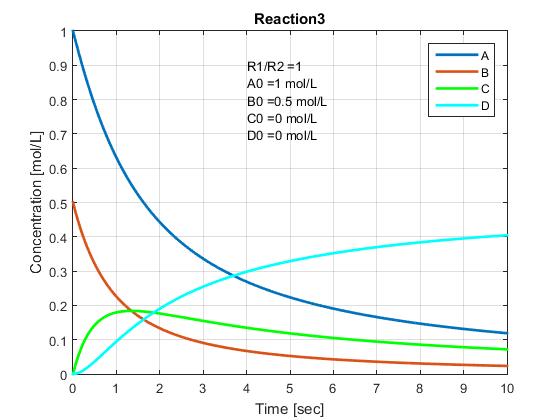 Reaction3
R1/R2 =1
A0 =1 mol/L
B0 =0.5 mol/L
C0 =0 mol/L
D0 =0 mol/L
A
B
C
D
Concentration [mol/L]
1
0.9
0.8
0.7
0.6
0.5
0.4
0.3
0.2
0.1
0
0 1 2 3 4 5 6 7 8 9 10
Time [sec]